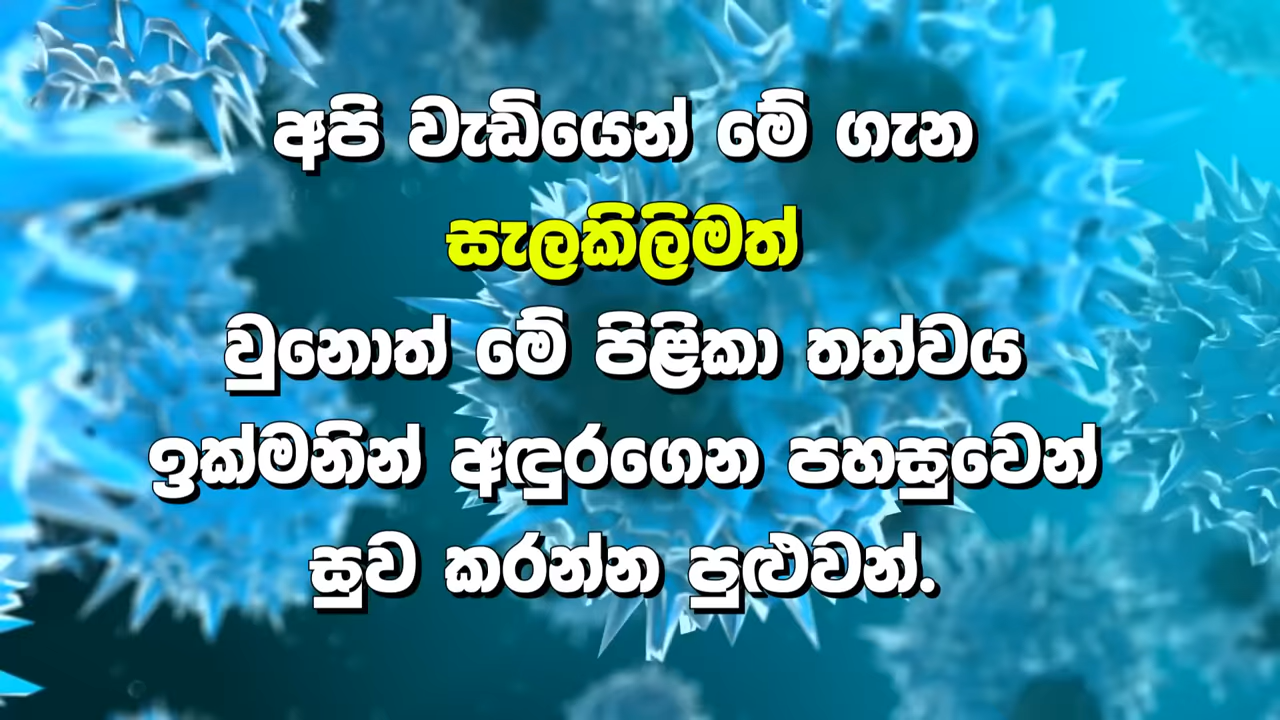 අපි වැඩියෙන් මේ ගැන
සැලකිලිමත්
වුනොත් මේ පිළිකා තත්වය
ඉක්මනින් අඳුරගෙන පහසුවෙන්
සුව කරන්න පුළුවන්.